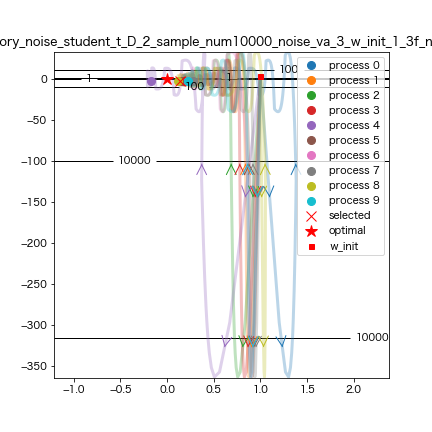 ory_noise_student_t_D_2_sample_num10000_noise_va_3_w_init_1_3f_n
0
−50
−100
−150
−200
−250
−300
−350
−1.0
−0.5
0.0
0.5
1.0
1.5
2.0
1
1
100
100
10000
10000
process 0
process 1
process 2
process 3
process 4
process 5
process 6
process 7
process 8
process 9
selected
optimal
w_init